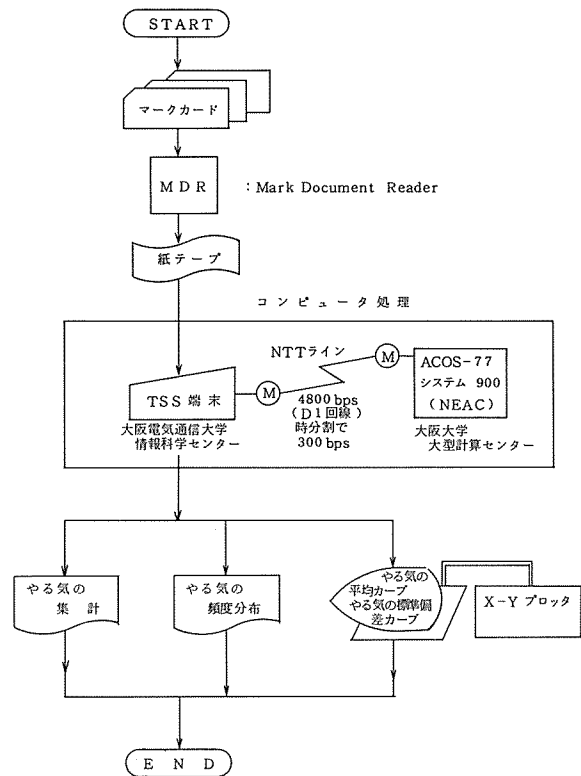 START
マークカード
MDR
:Mark Document Reader
紙テープ
コンピュータ処理
NTTライン
M
M
ACOS-77
システム 900
(NEAC)
TSS端末
4800bps
(D1回線)
時分割で
300bps
大阪電気通信大学
情報科学センター
大阪大学
大型計算センター
やる気の
集計
やる気の
頻度分布
やる気の
平均カーブ
やる気の標準偏
差カーブ
X-Y プロッタ
END